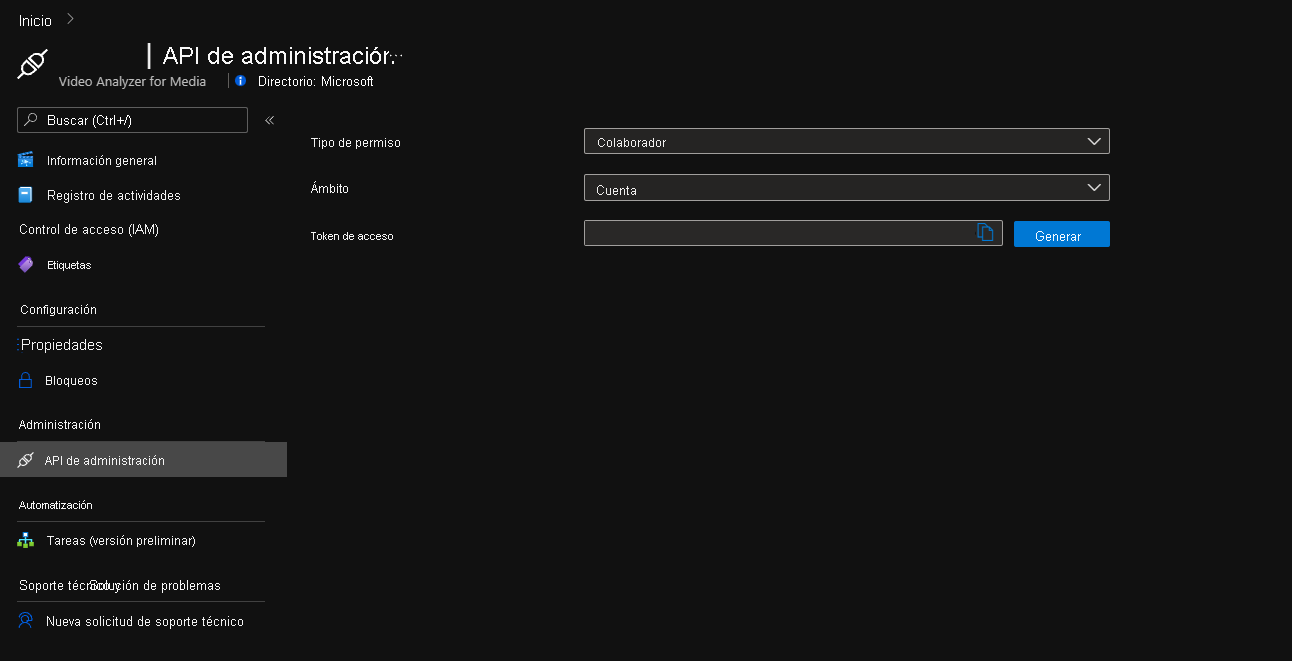 Inicio
API de administración...
Video Analyzer for Media
Directorio: Microsoft
Buscar (Ctrl+/)
Información general
Registro de actividades
Control de acceso (IAM)
Etiquetas
Configuración
Propiedades
Bloqueos
Administración
API de administración
Automatización
Tareas (versión preliminar)
Soporte técnico y Solución de problemas
Nueva solicitud de soporte técnico
Tipo de permiso
Colaborador
Ámbito
Cuenta
Token de acceso
Generar